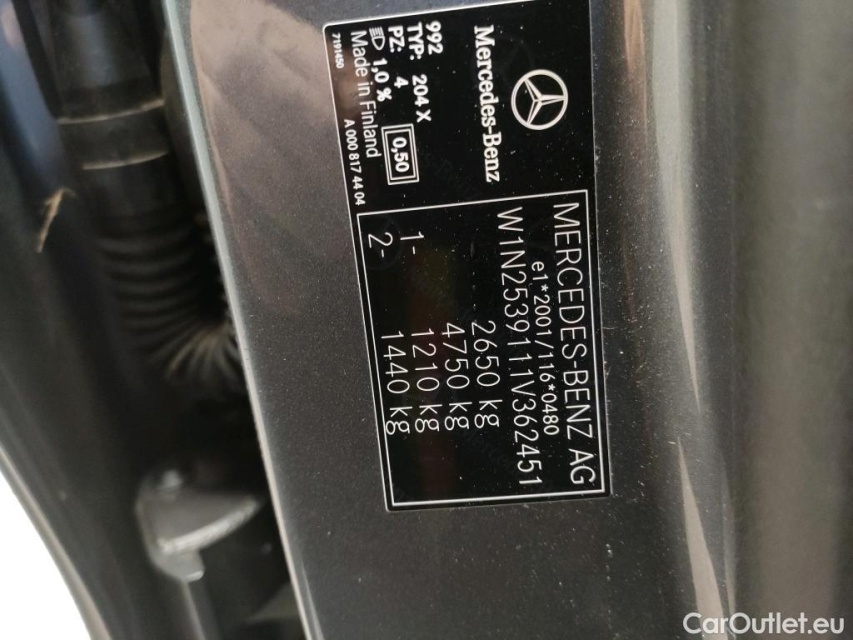 Mercedes-Benz
992
TYP: 204 X
PZ: 4
0,50
1,0 %
Made in Finland
7191450
A 000 817 44 04
MERCEDES-BENZ AG
e1*2001/116*0480
W1N2539111V362451
2650 kg
4750 kg
1- 1210 kg
2- 1440 kg
CarOutlet.eu